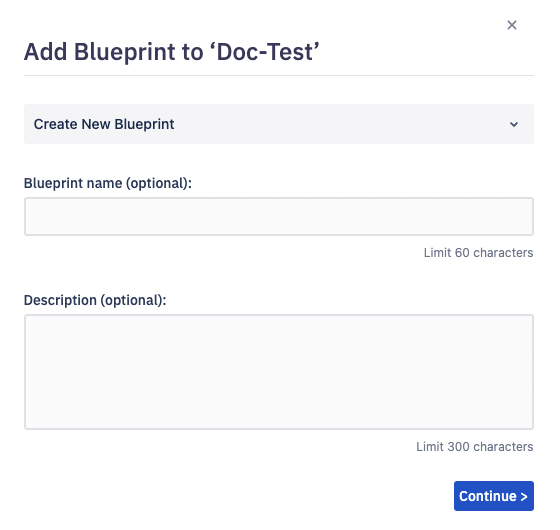 ×
Add Blueprint to ‘Doc-Test’
Create New Blueprint
Blueprint name (optional):
Limit 60 characters
Description (optional):
Limit 300 characters
Continue >